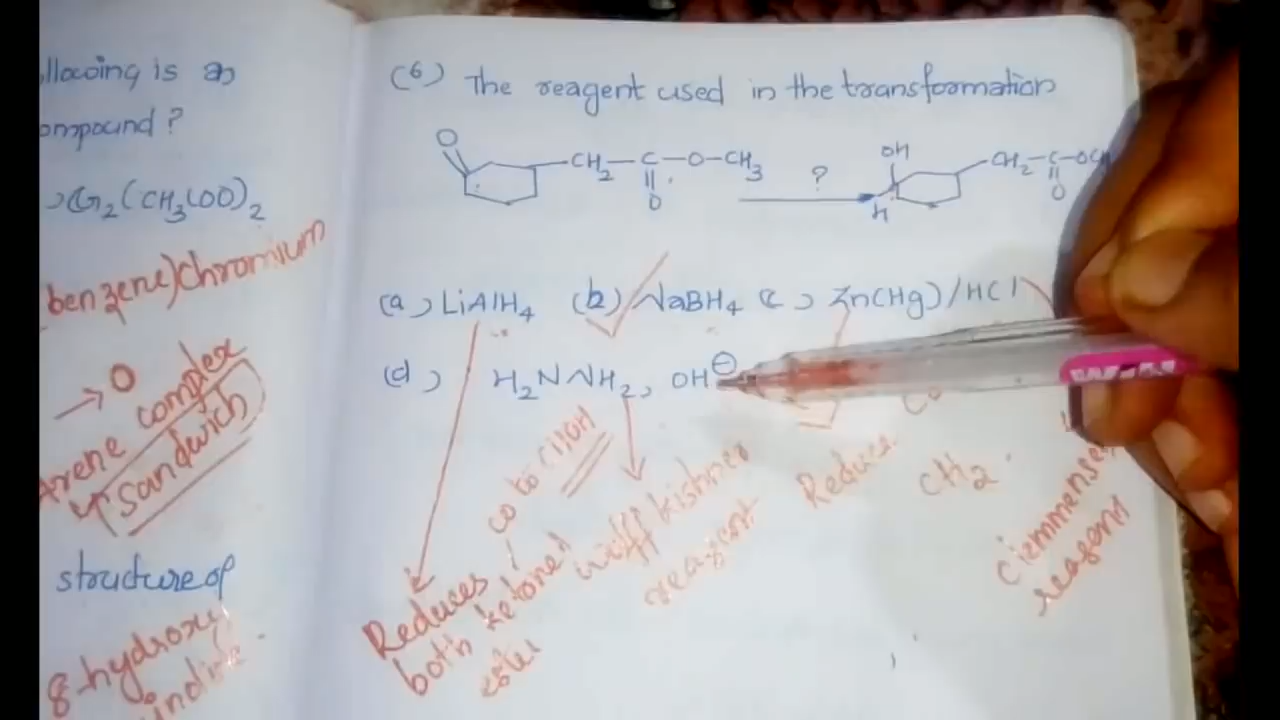 llowing is an
ompound?
Cr₂(CH₃COO)₂
benzene)chromium
→ O
Arene complex
Sandwich
structure of
8-hydroxy
(6) The reagent used in the transformation
O
CH₂—C—O—CH₃
O
?
OH
H
CH₂—C—OC
O
(a) LiAlH₄ (b) NaBH₄ c) Zn(Hg)/HCl
(d) H₂NNH₂, OH⊖
Reduces
both ketone
ester
co to CHOH
wolff kishner
reagent
Reduces
co
CH₂
clemmensen
reagent